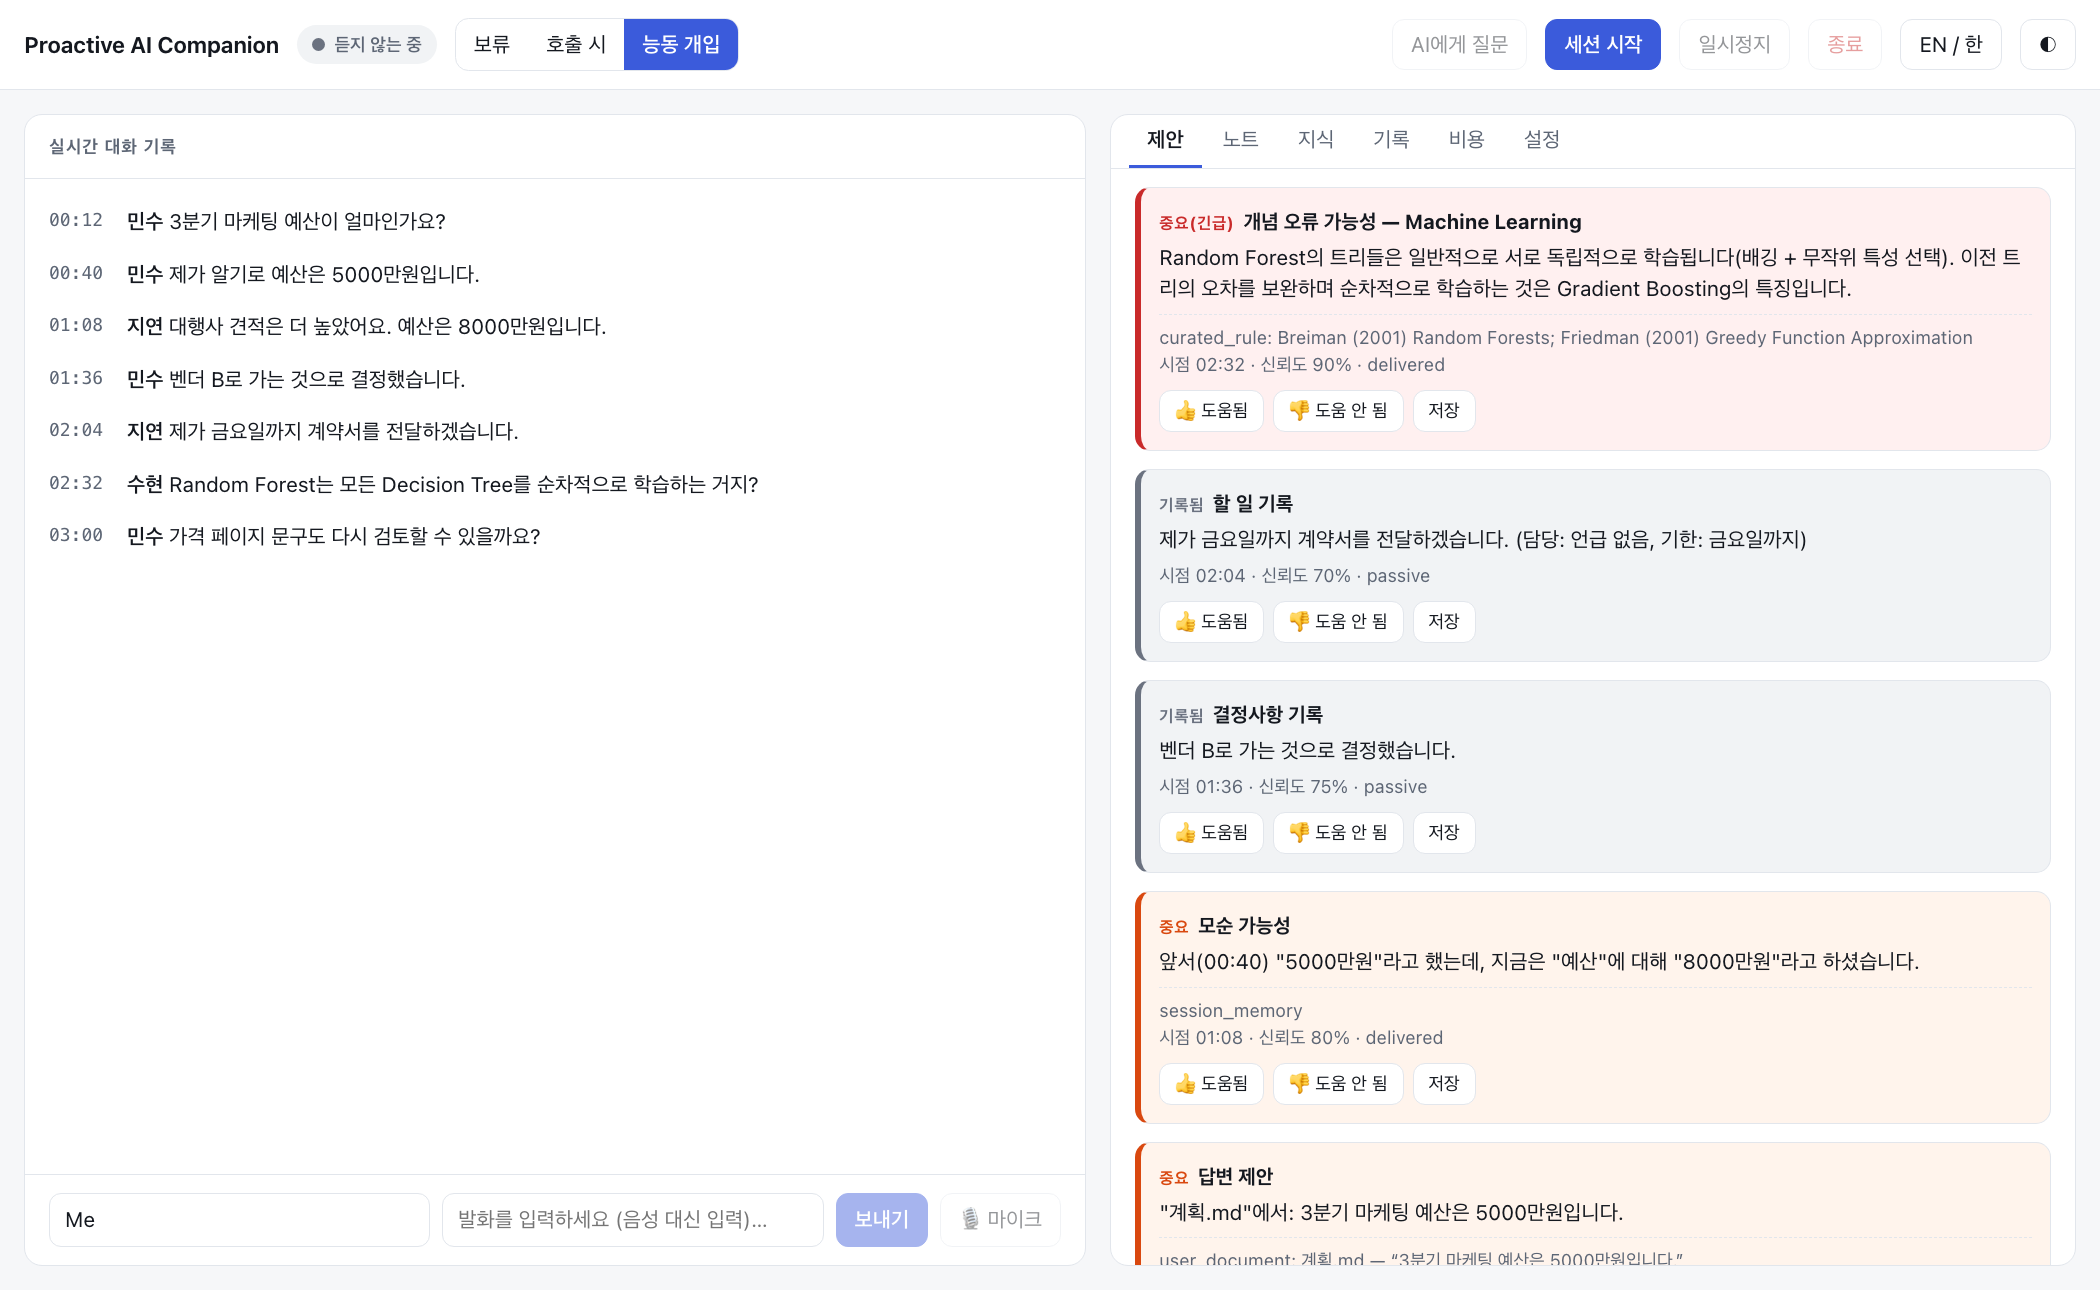 Proactive AI Companion
듣지 않는 중
보류
호출 시
능동 개입
AI에게 질문
세션 시작
일시정지
종료
EN / 한
실시간 대화 기록
00:12 민수 3분기 마케팅 예산이 얼마인가요?
00:40 민수 제가 알기로 예산은 5000만원입니다.
01:08 지연 대행사 견적은 더 높았어요. 예산은 8000만원입니다.
01:36 민수 벤더 B로 가는 것으로 결정했습니다.
02:04 지연 제가 금요일까지 계약서를 전달하겠습니다.
02:32 수현 Random Forest는 모든 Decision Tree를 순차적으로 학습하는 거지?
03:00 민수 가격 페이지 문구도 다시 검토할 수 있을까요?
Me
발화를 입력하세요 (음성 대신 입력)...
보내기
마이크
제안
노트
지식
기록
비용
설정
중요(긴급) 개념 오류 가능성 — Machine Learning
Random Forest의 트리들은 일반적으로 서로 독립적으로 학습됩니다(배깅 + 무작위 특성 선택). 이전 트
리의 오차를 보완하며 순차적으로 학습하는 것은 Gradient Boosting의 특징입니다.
curated_rule: Breiman (2001) Random Forests; Friedman (2001) Greedy Function Approximation
시점 02:32 · 신뢰도 90% · delivered
👍 도움됨
👎 도움 안 됨
저장
기록됨 할 일 기록
제가 금요일까지 계약서를 전달하겠습니다. (담당: 언급 없음, 기한: 금요일까지)
시점 02:04 · 신뢰도 70% · passive
👍 도움됨
👎 도움 안 됨
저장
기록됨 결정사항 기록
벤더 B로 가는 것으로 결정했습니다.
시점 01:36 · 신뢰도 75% · passive
👍 도움됨
👎 도움 안 됨
저장
중요 모순 가능성
앞서(00:40) "5000만원"라고 했는데, 지금은 "예산"에 대해 "8000만원"라고 하셨습니다.
session_memory
시점 01:08 · 신뢰도 80% · delivered
👍 도움됨
👎 도움 안 됨
저장
중요 답변 제안
"계획.md"에서: 3분기 마케팅 예산은 5000만원입니다.
user_document: 계획.md — “3분기 마케팅 예산은 5000만원입니다.”